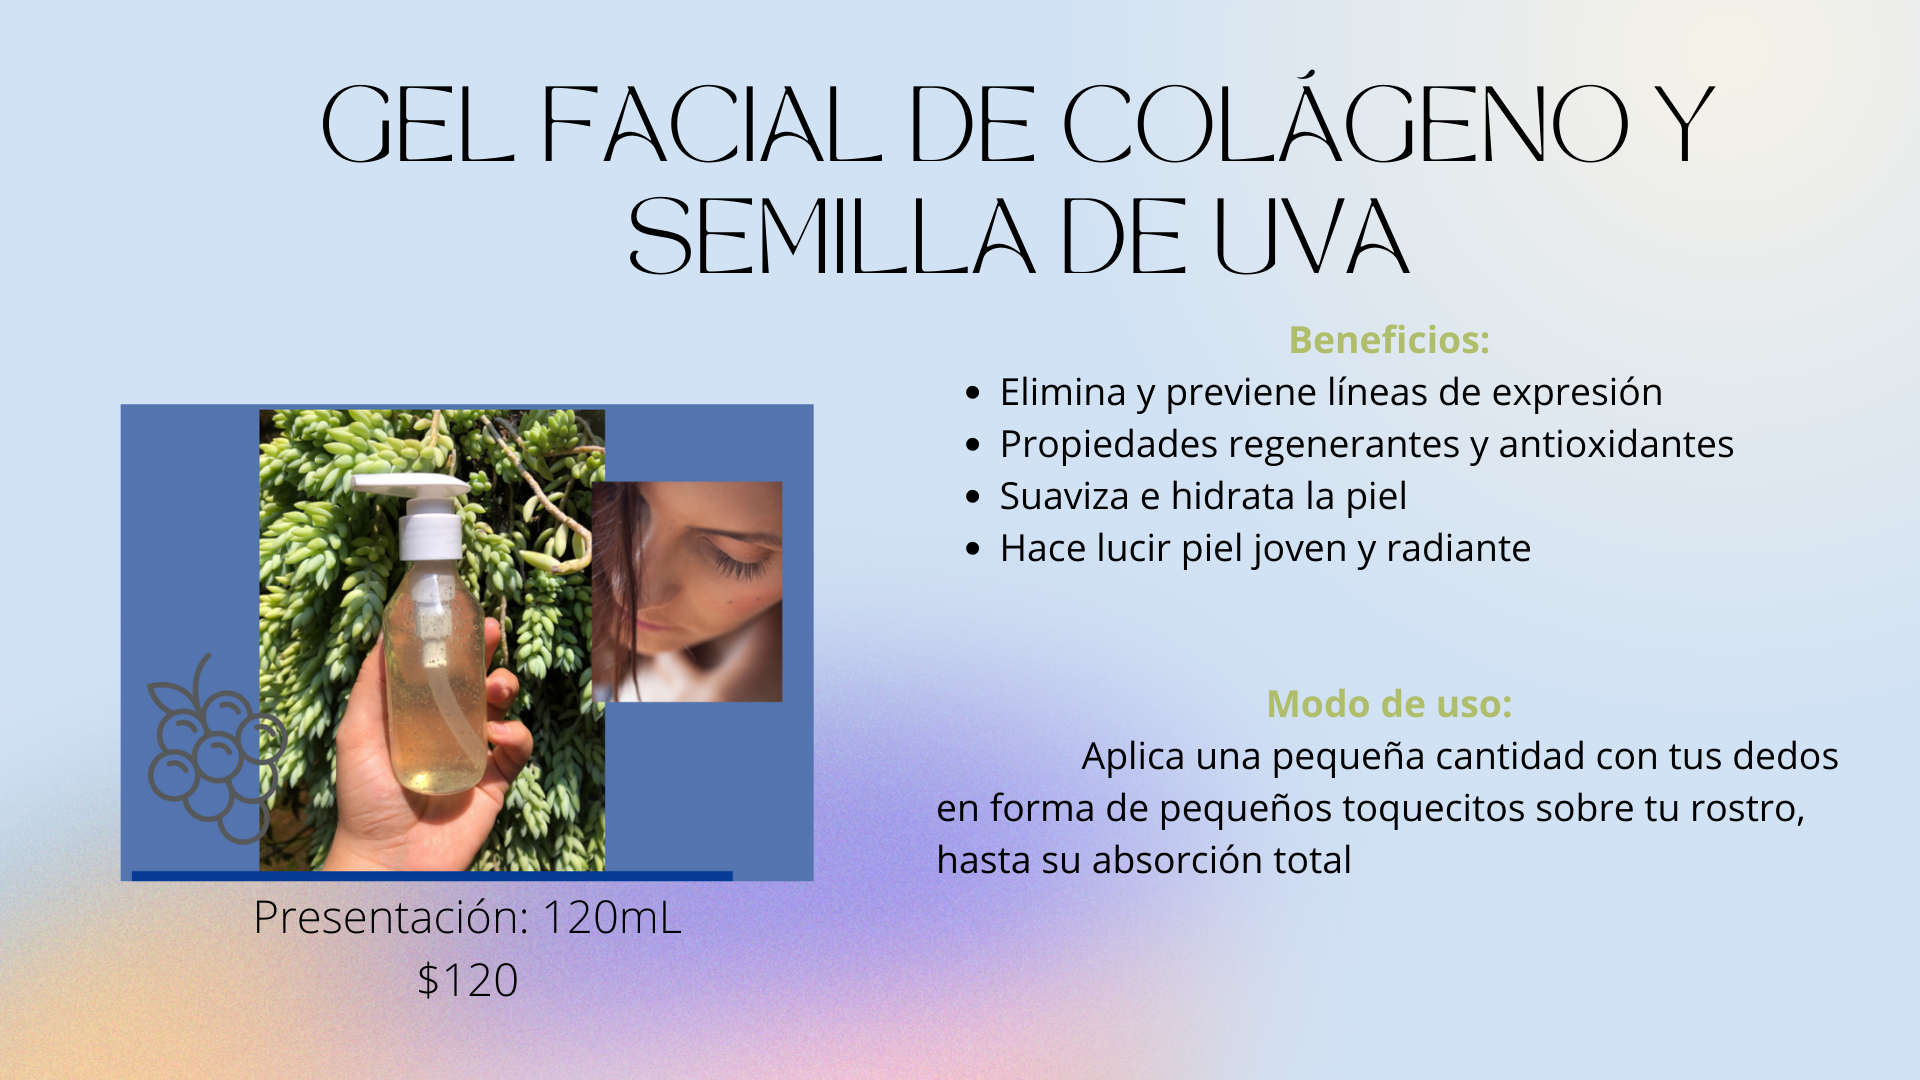 GEL FACIAL DE COLÁGENO Y
SEMILLA DE UVA
Beneficios:
• Elimina y previene líneas de expresión
• Propiedades regenerantes y antioxidantes
• Suaviza e hidrata la piel
• Hace lucir piel joven y radiante
Modo de uso:
Aplica una pequeña cantidad con tus dedos
en forma de pequeños toquecitos sobre tu rostro,
hasta su absorción total
Presentación: 120mL
$120